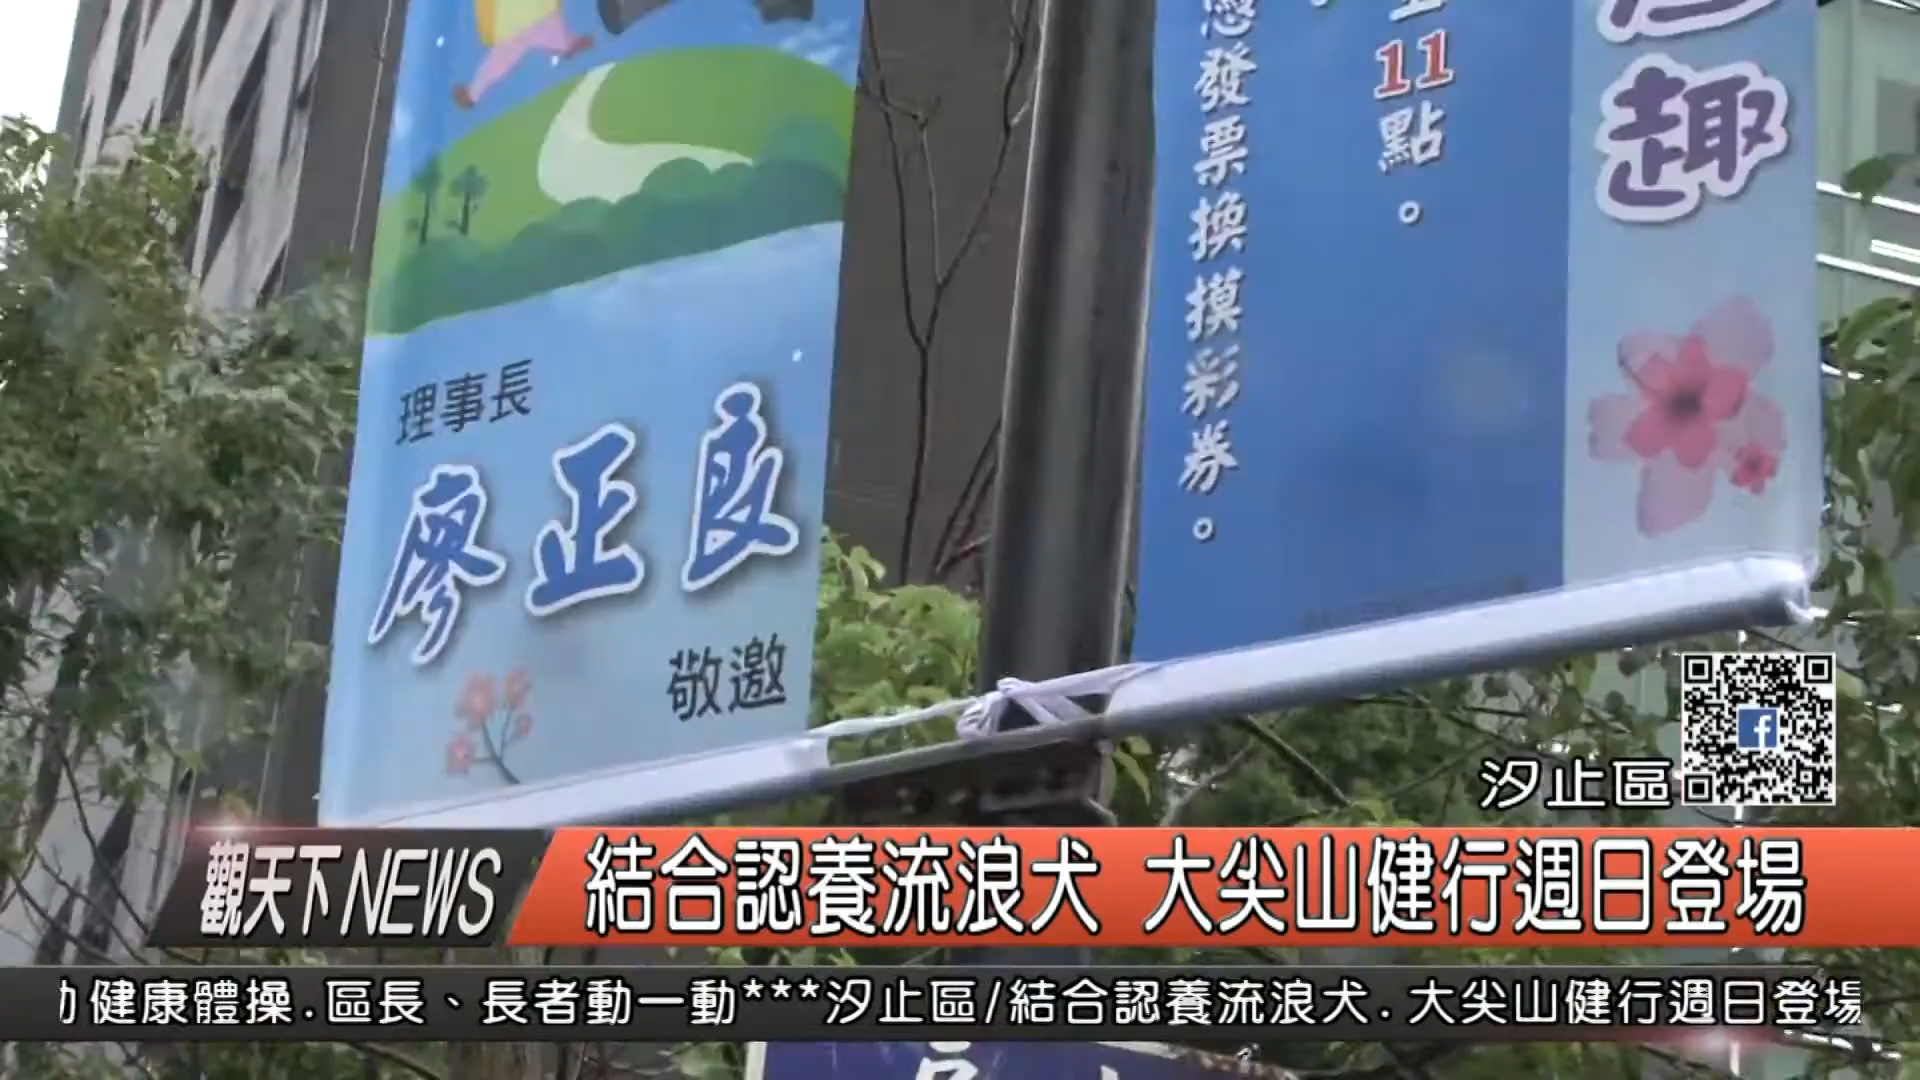 理事長
廖正良
敬邀
趣
11點。
發票換摸彩券。
汐止區
觀天下NEWS
結合認養流浪犬 大尖山健行週日登場
健康體操.區長、長者動一動***汐止區/結合認養流浪犬.大尖山健行週日登場